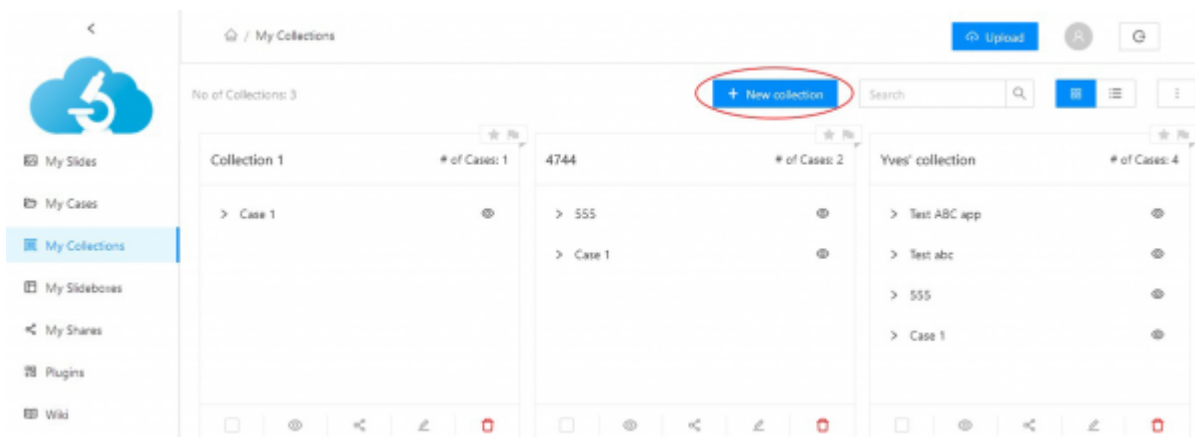 / My Collections
Upload
No of Collections: 3
+ New collection
Search
Collection 1
# of Cases: 1
> Case 1
4744
# of Cases: 2
> 555
> Case 1
Yves' collection
# of Cases: 4
> Test ABC app
> Test abc
> 555
> Case 1
My Slides
My Cases
My Collections
My Slideboxes
My Shares
Plugins
Wiki